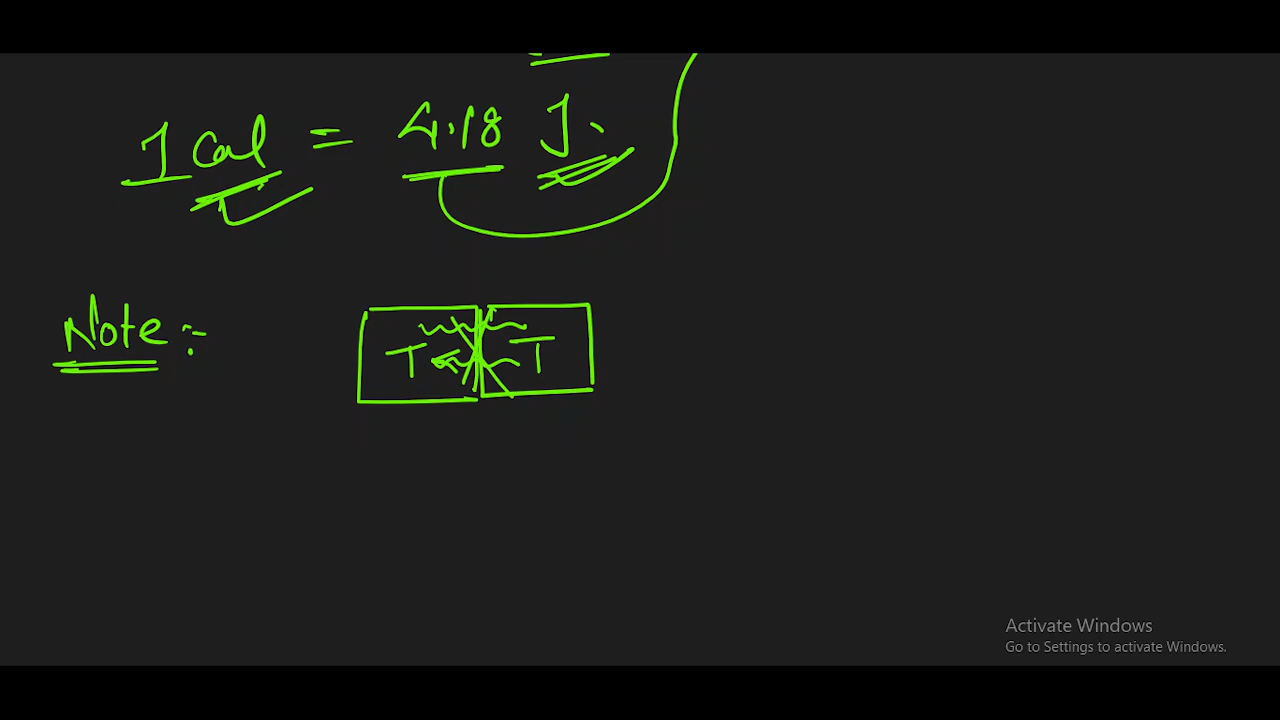 1 Cal = 4.18 J.
Note :-
T T
Activate Windows
Go to Settings to activate Windows.